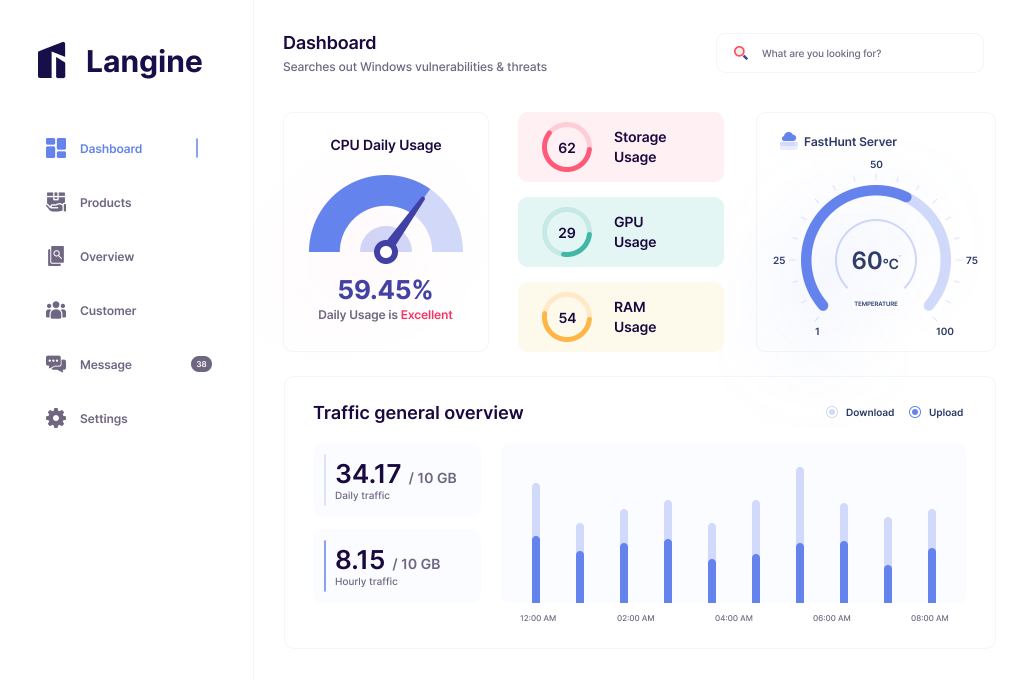 Langine
Dashboard
Products
Overview
Customer
Message
38
Settings
Dashboard
Searches out Windows vulnerabilities & threats
What are you looking for?
CPU Daily Usage
59.45%
Daily Usage is Excellent
62
Storage
Usage
29
GPU
Usage
54
RAM
Usage
FastHunt Server
50
25
75
60°C
TEMPERATURE
1
100
Traffic general overview
Download
Upload
34.17 / 10 GB
Daily traffic
8.15 / 10 GB
Hourly traffic
12:00 AM
02:00 AM
04:00 AM
06:00 AM
08:00 AM